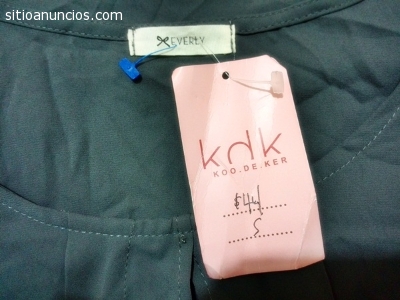 sitioanuncios.com
EVERLY
kdk
KOO.DE.KER
$44
S